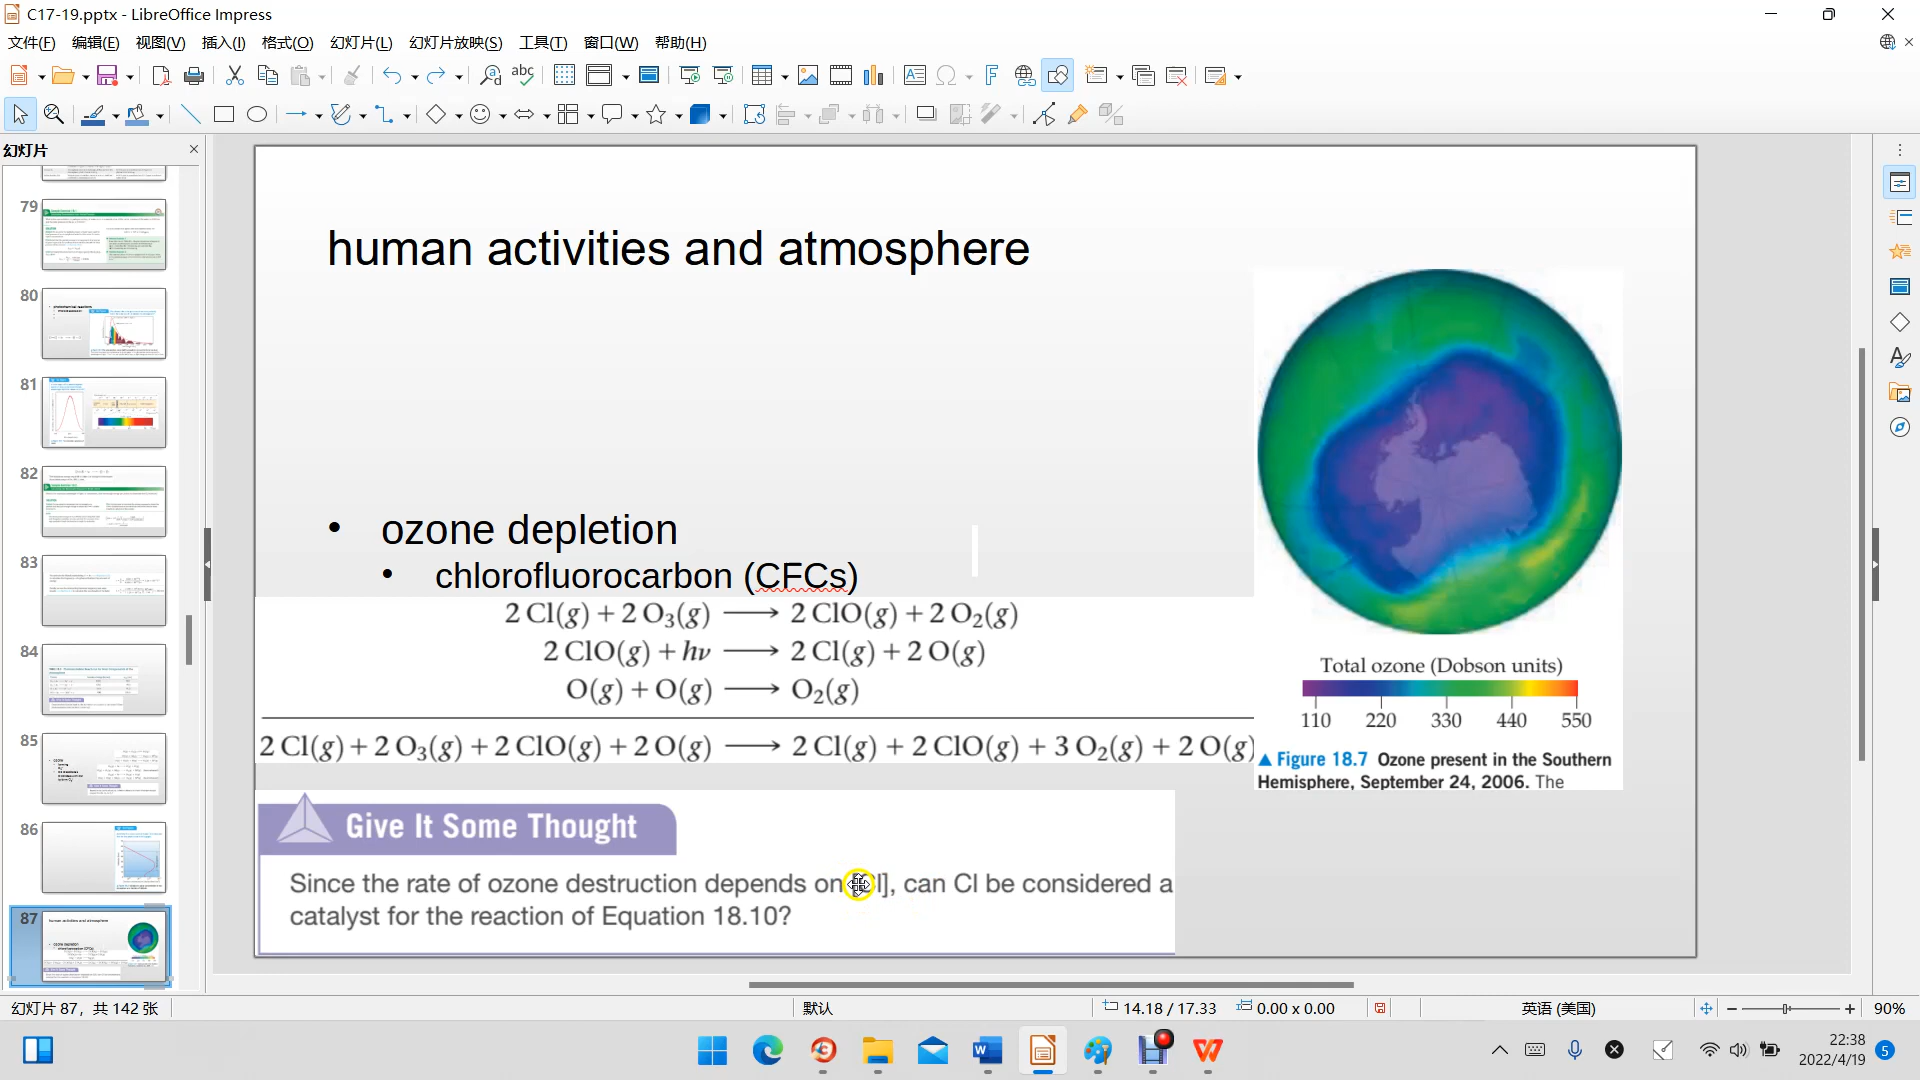 C17-19.pptx - LibreOffice Impress
文件(F) 编辑(E) 视图(V) 插入(I) 格式(O) 幻灯片(L) 幻灯片放映(S) 工具(T) 窗口(W) 帮助(H)
幻灯片
79
80
81
82
83
84
85
86
87
human activities and atmosphere
• ozone depletion
• chlorofluorocarbon (CFCs)
2 Cl(g) + 2 O₃(g) ⟶ 2 ClO(g) + 2 O₂(g)
2 ClO(g) + hν ⟶ 2 Cl(g) + 2 O(g)
O(g) + O(g) ⟶ O₂(g)
2 Cl(g) + 2 O₃(g) + 2 ClO(g) + 2 O(g) ⟶ 2 Cl(g) + 2 ClO(g) + 3 O₂(g) + 2 O(g)
Total ozone (Dobson units)
110 220 330 440 550
▲ Figure 18.7 Ozone present in the Southern
Hemisphere, September 24, 2006. The
Give It Some Thought
Since the rate of ozone destruction depends on [Cl], can Cl be considered a
catalyst for the reaction of Equation 18.10?
幻灯片 87，共 142 张
默认
14.18 / 17.33
0.00 x 0.00
英语 (美国)
90%
22:38
2022/4/19
5